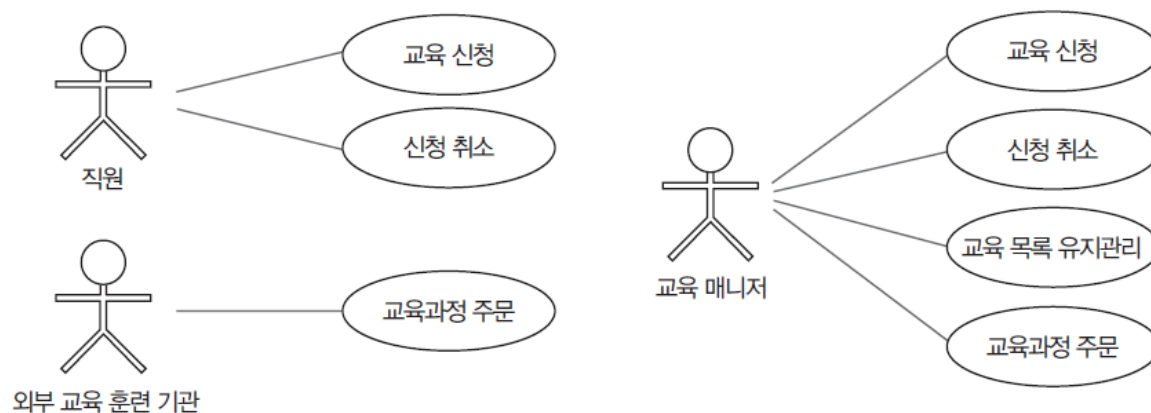 교육 신청
신청 취소
직원
교육과정 주문
외부 교육 훈련 기관
교육 신청
신청 취소
교육 목록 유지관리
교육 매니저
교육과정 주문